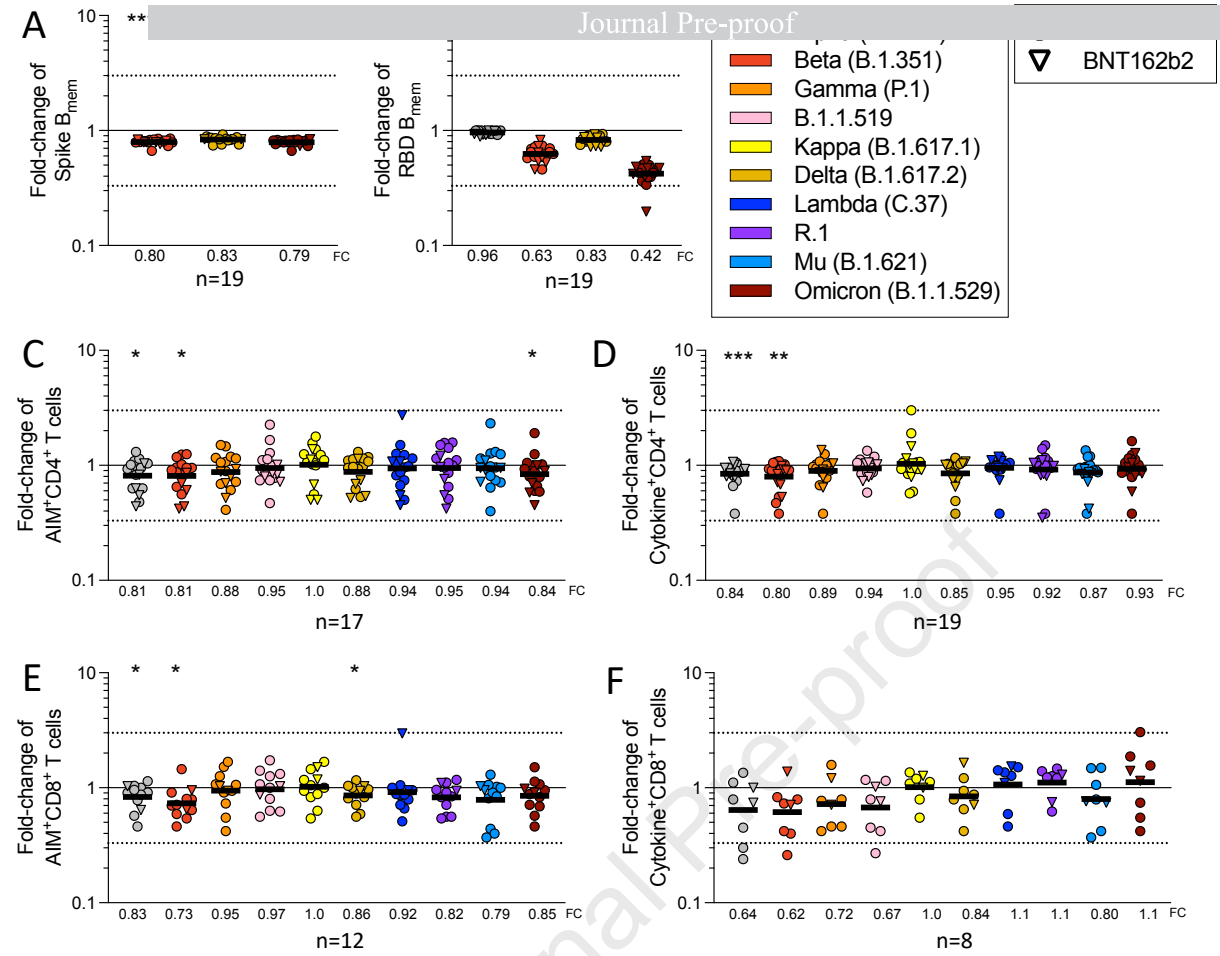 Journal Pre-proof
A
10
**
1
0.1
Fold-change of
Spike Bmem
0.80 0.83 0.79 FC
n=19
1
0.1
Fold-change of
RBD Bmem
0.96 0.63 0.83 0.42 FC
n=19
Beta (B.1.351)
Gamma (P.1)
B.1.1.519
Kappa (B.1.617.1)
Delta (B.1.617.2)
Lambda (C.37)
R.1
Mu (B.1.621)
Omicron (B.1.1.529)
BNT162b2
C
10
1
0.1
* * *
Fold-change of
AIM+CD4+ T cells
0.81 0.81 0.88 0.95 1.0 0.88 0.94 0.95 0.94 0.84 FC
n=17
D
10
1
0.1
*** **
Fold-change of
Cytokine+CD4+ T cells
0.84 0.80 0.89 0.94 1.0 0.85 0.95 0.92 0.87 0.93 FC
n=19
E
10
1
0.1
* * *
Fold-change of
AIM+CD8+ T cells
0.83 0.73 0.95 0.97 1.0 0.86 0.92 0.82 0.79 0.85 FC
n=12
F
10
1
0.1
Fold-change of
Cytokine+CD8+ T cells
0.64 0.62 0.72 0.67 1.0 0.84 1.1 1.1 0.80 1.1 FC
n=8
nal Pre-proof